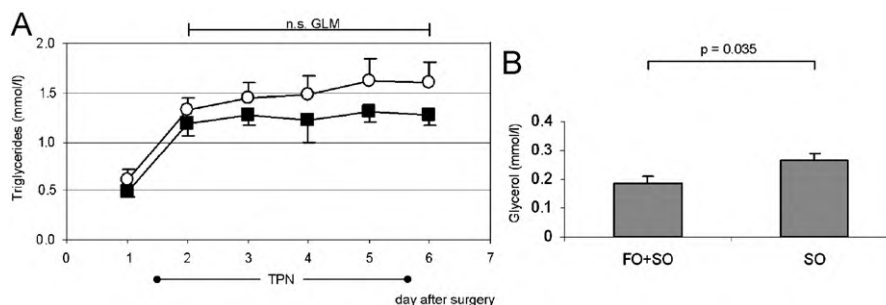 A
n.s. GLM
Triglycerides (mmol/l)
2.0
1.5
1.0
0.5
0.0
0 1 2 3 4 5 6 7
TPN
day after surgery
B
p = 0.035
Glycerol (mmol/l)
0.4
0.3
0.2
0.1
0
FO+SO SO